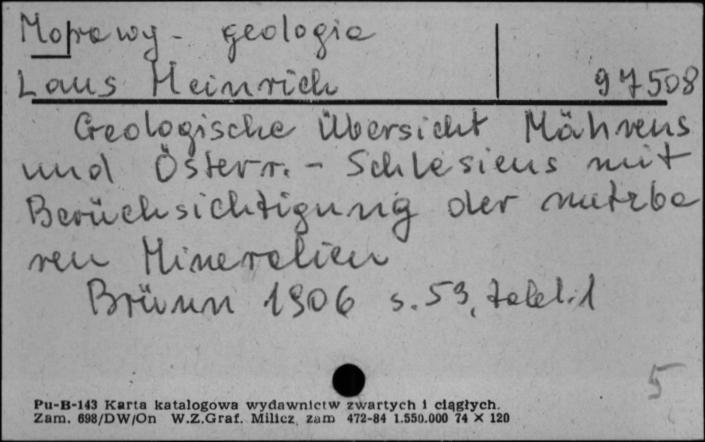 Morawy - geologia
Laus Heinrich 97508
Geologische Übersicht Mährens
und Österr. - Schlesiens mit
Berücksichtigung der nutzba
ren Mineralien
Brünn 1906 s. 59, tabl. 1
5
Pu-B-143 Karta katalogowa wydawnictw zwartych i ciągłych.
Zam. 698/DW/On W.Z.Graf. Milicz zam 472-84 1.550.000 74 × 120